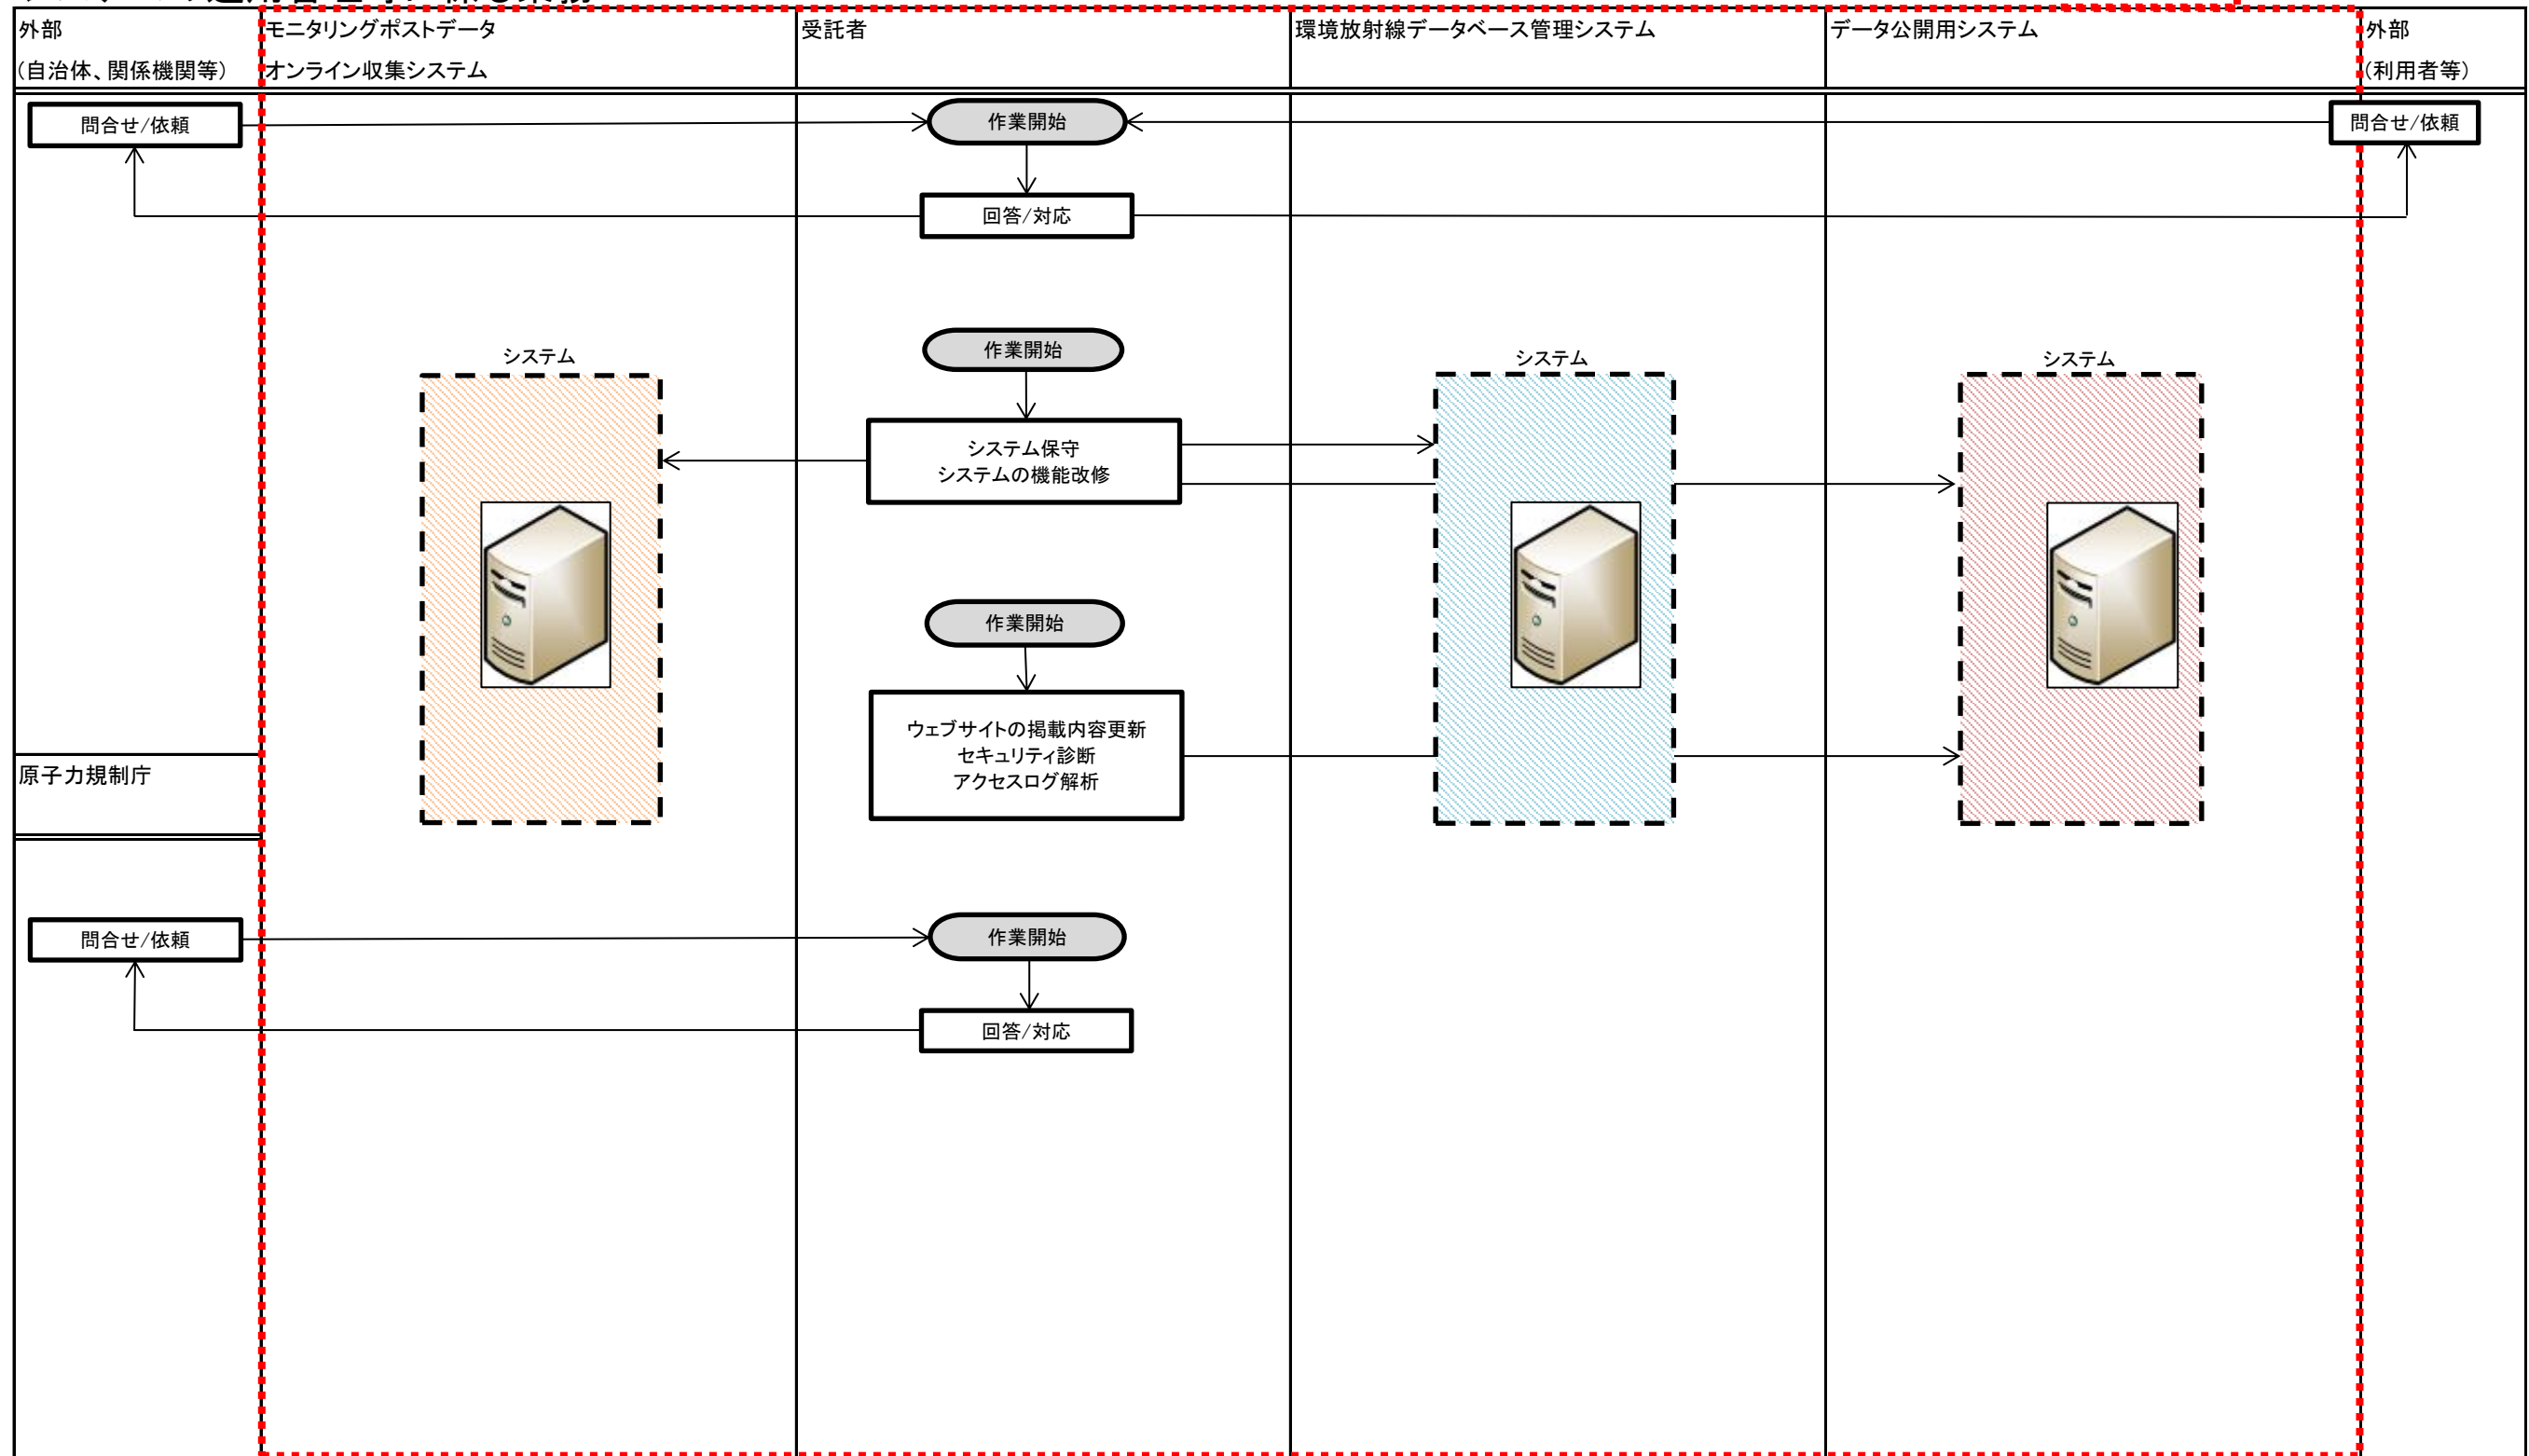 外部
(自治体、関係機関等)
モニタリングポストデータ
オンライン収集システム
受託者
環境放射線データベース管理システム
データ公開用システム
外部
(利用者等)
問合せ/依頼
作業開始
問合せ/依頼
回答/対応
システム
作業開始
システム
システム
システム保守
システムの機能改修
作業開始
ウェブサイトの掲載内容更新
セキュリティ診断
アクセスログ解析
原子力規制庁
問合せ/依頼
作業開始
回答/対応